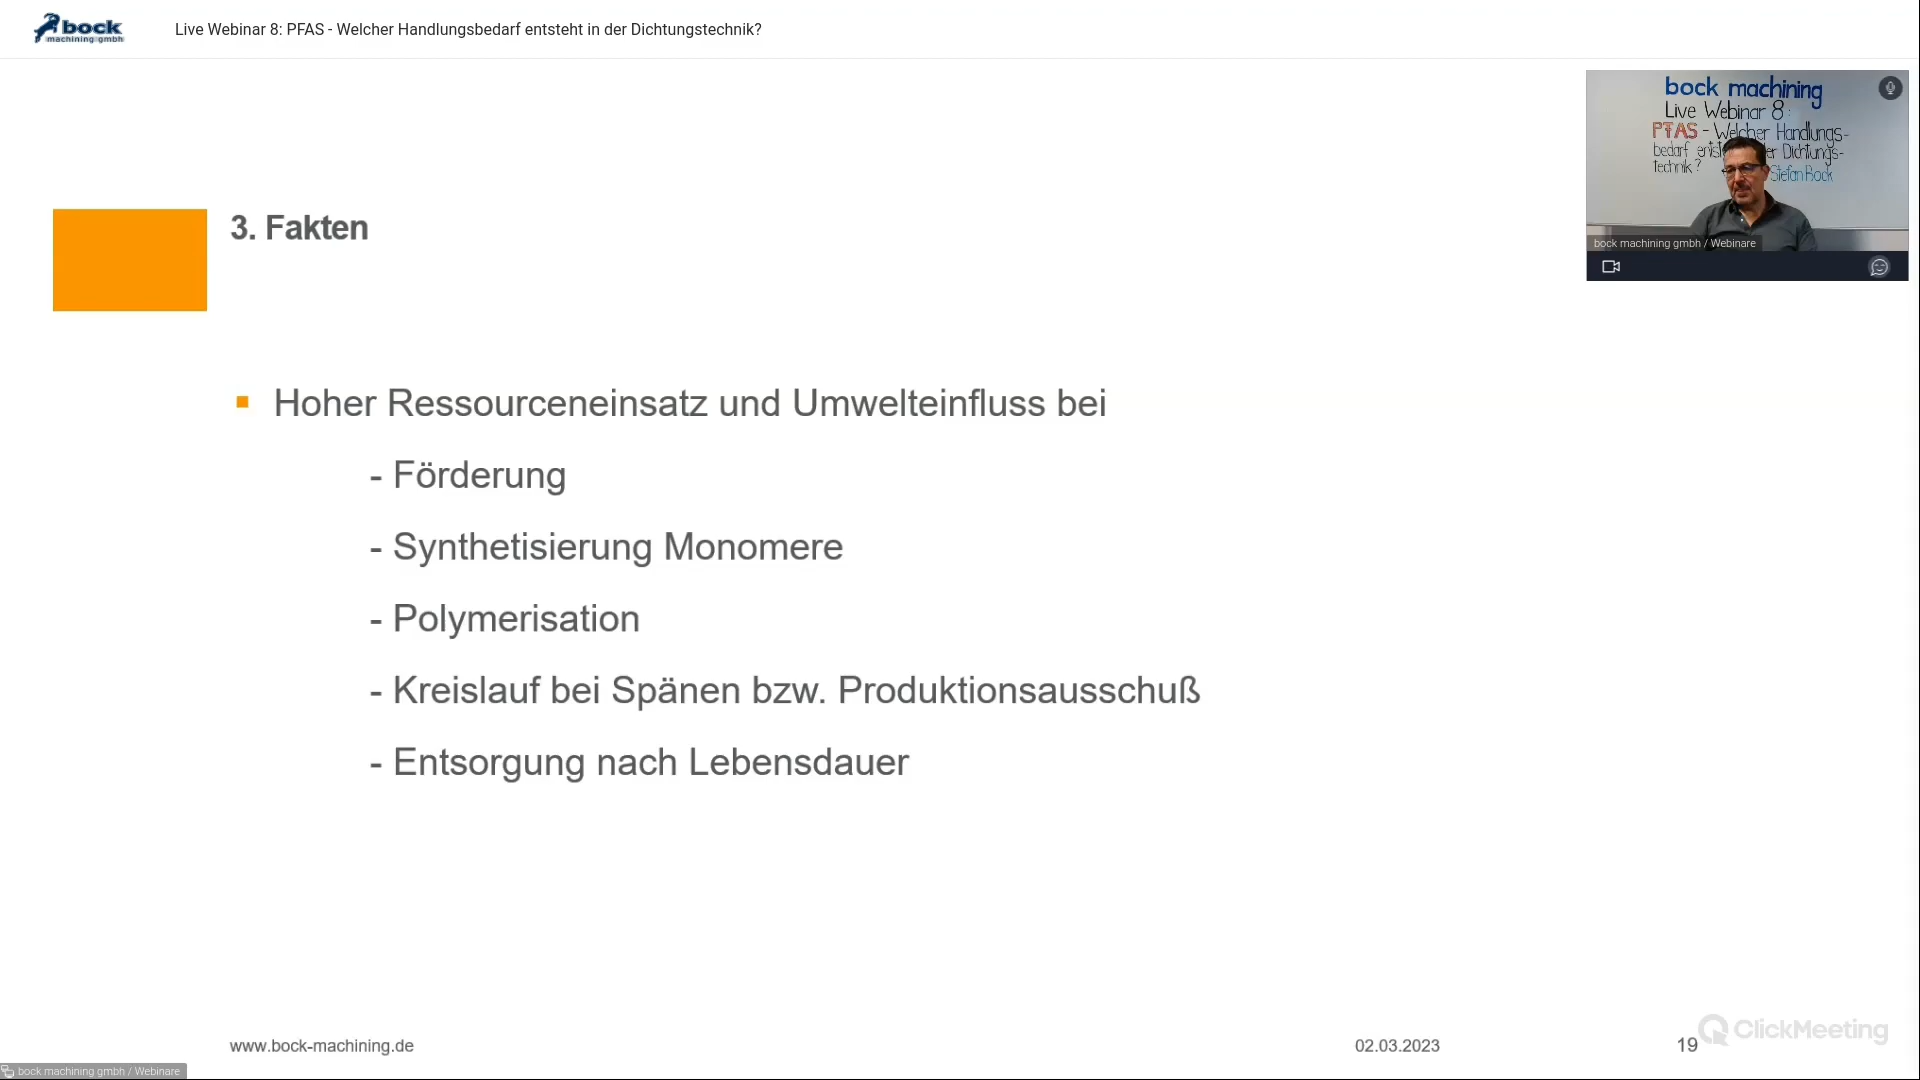 bock
machining gmbh
Live Webinar 8: PFAS - Welcher Handlungsbedarf entsteht in der Dichtungstechnik?
bock machining
Live Webinar 8:
PFAS - Welcher Handlungs-
bedarf der Dichtungs-
technik?
Stefan Bock
bock machining gmbh / Webinare
3. Fakten
Hoher Ressourceneinsatz und Umwelteinfluss bei
- Förderung
- Synthetisierung Monomere
- Polymerisation
- Kreislauf bei Spänen bzw. Produktionsausschuß
- Entsorgung nach Lebensdauer
www.bock-machining.de
02.03.2023
19
ClickMeeting
bock machining gmbh / Webinare